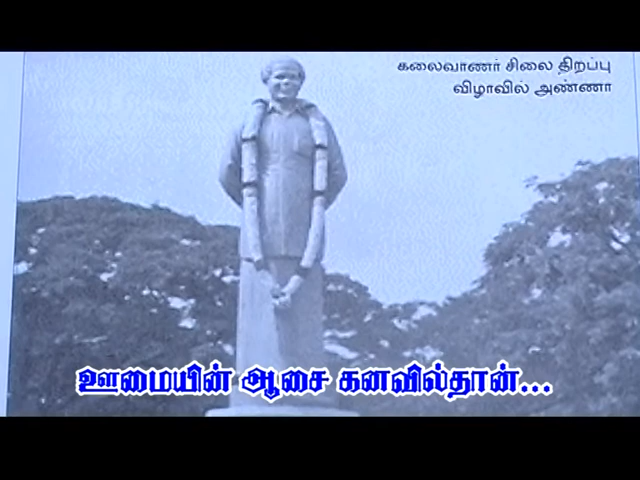 கலைவாணர் சிலை திறப்பு
விழாவில் அண்ணா
ஊமையின் ஆசை கனவில்தான்...